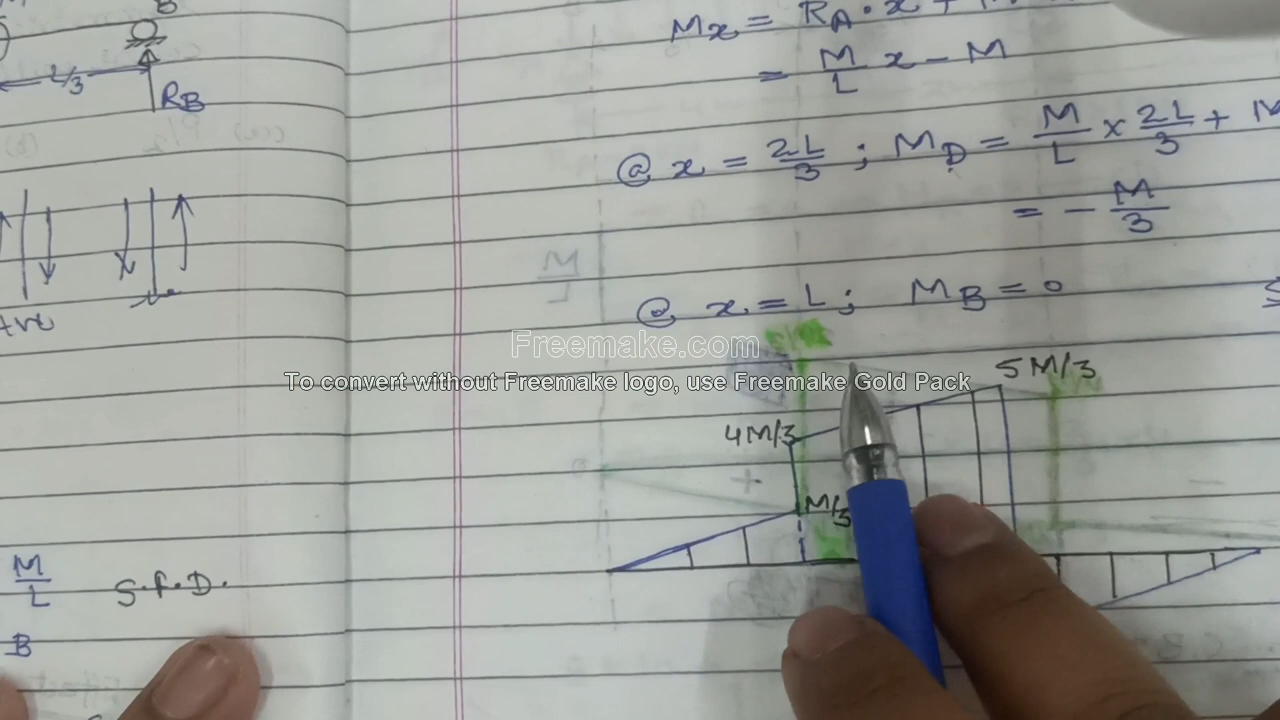 B
L/3
RB
+ve
M/L S.F.D.
B
Mx = RA·x +
= M/L x - M
@ x = 2L/3 ; MD = M/L × 2L/3 + M
= - M/3
@ x = L ; MB = 0
Freemake.com
To convert without Freemake logo, use Freemake Gold Pack
5M/3
4M/3
+
M/3